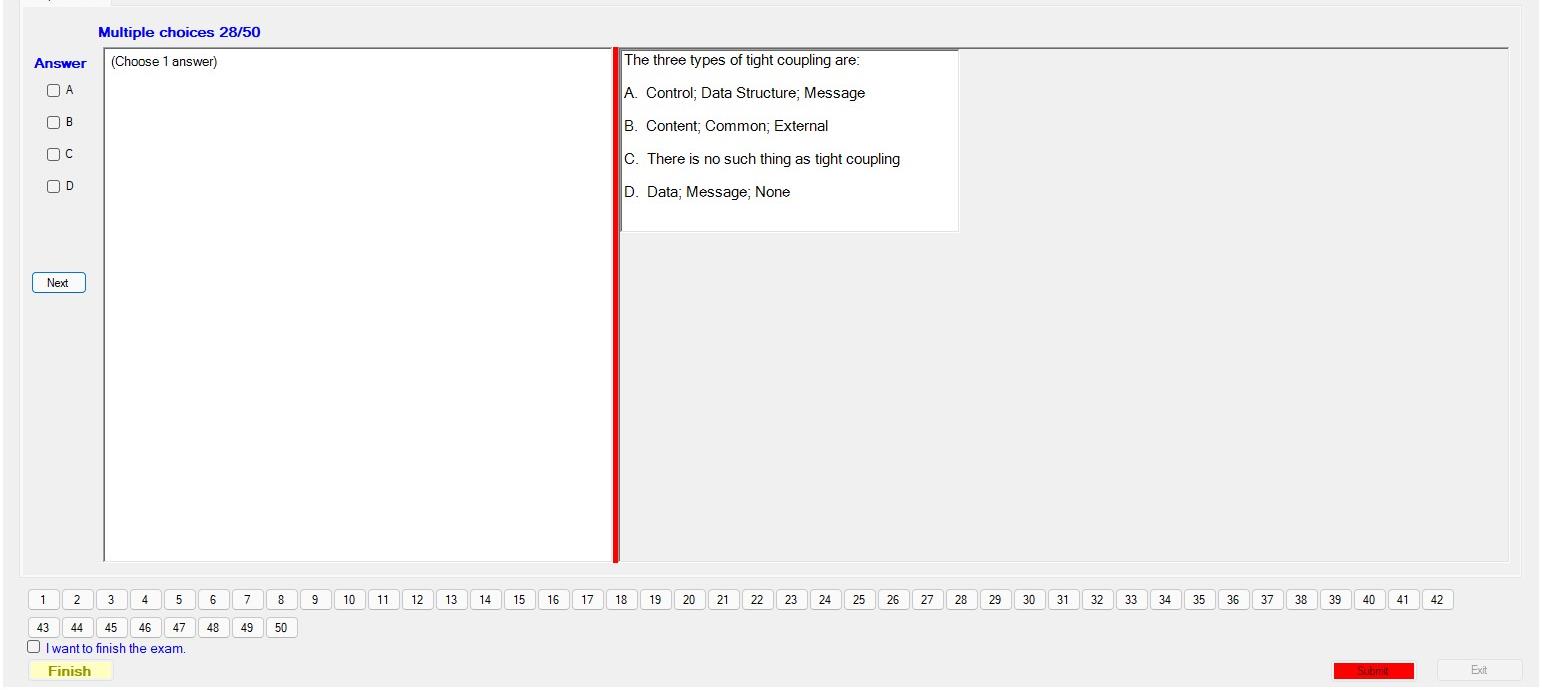 Multiple choices 28/50
Answer
(Choose 1 answer)
A
B
C
D
Next
The three types of tight coupling are:
A. Control; Data Structure; Message
B. Content; Common; External
C. There is no such thing as tight coupling
D. Data; Message; None
1 2 3 4 5 6 7 8 9 10 11 12 13 14 15 16 17 18 19 20 21 22 23 24 25 26 27 28 29 30 31 32 33 34 35 36 37 38 39 40 41 42
43 44 45 46 47 48 49 50
I want to finish the exam.
Finish
Submit
Exit